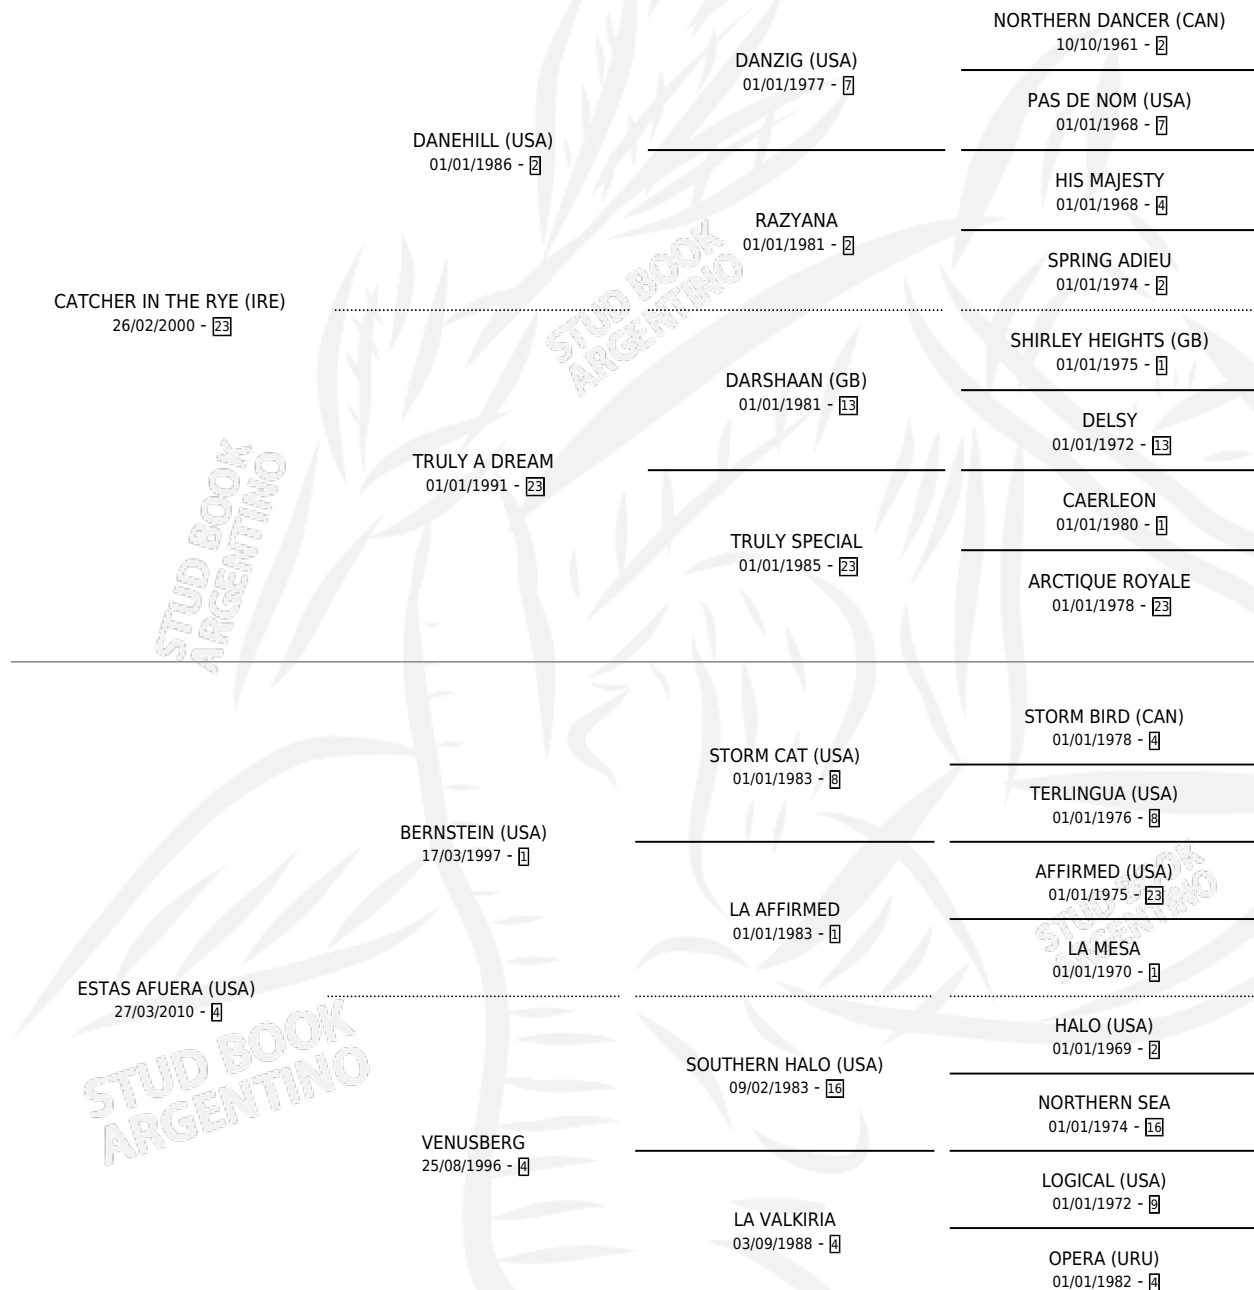 NORTHERN DANCER (CAN)
10/10/1961 - 2
DANZIG (USA)
01/01/1977 - 7
PAS DE NOM (USA)
01/01/1968 - 7
DANEHILL (USA)
01/01/1986 - 2
HIS MAJESTY
01/01/1968 - 4
RAZYANA
01/01/1981 - 2
SPRING ADIEU
01/01/1974 - 2
CATCHER IN THE RYE (IRE)
26/02/2000 - 23
SHIRLEY HEIGHTS (GB)
01/01/1975 - 1
DARSHAAN (GB)
01/01/1981 - 13
DELSY
01/01/1972 - 13
TRULY A DREAM
01/01/1991 - 23
CAERLEON
01/01/1980 - 1
TRULY SPECIAL
01/01/1985 - 23
ARCTIQUE ROYALE
01/01/1978 - 23
STORM BIRD (CAN)
01/01/1978 - 4
STORM CAT (USA)
01/01/1983 - 8
TERLINGUA (USA)
01/01/1976 - 8
BERNSTEIN (USA)
17/03/1997 - 1
AFFIRMED (USA)
01/01/1975 - 23
LA AFFIRMED
01/01/1983 - 1
LA MESA
01/01/1970 - 1
ESTAS AFUERA (USA)
27/03/2010 - 4
HALO (USA)
01/01/1969 - 2
SOUTHERN HALO (USA)
09/02/1983 - 16
NORTHERN SEA
01/01/1974 - 16
VENUSBERG
25/08/1996 - 4
LOGICAL (USA)
01/01/1972 - 9
LA VALKIRIA
03/09/1988 - 4
OPERA (URU)
01/01/1982 - 4
STUD BOOK
ARGENTINO
STUD BOOK
ARGENTINO
STUD BOOK
ARGENTINO
STUD BOOK
ARGENTINO